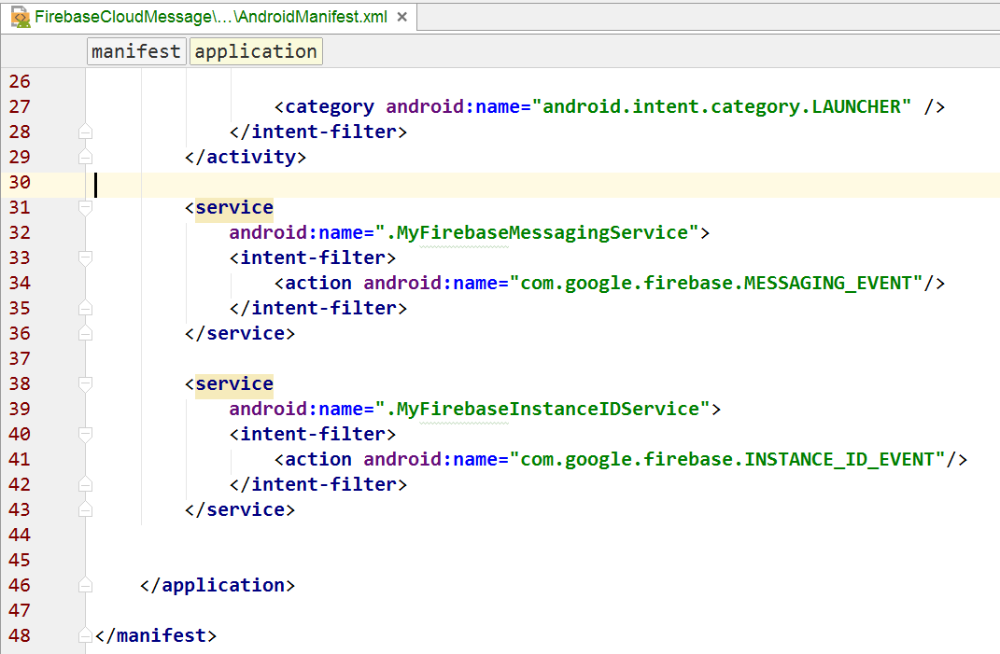 FirebaseCloudMessage\...\AndroidManifest.xml ×
manifest application
26
27 <category android:name="android.intent.category.LAUNCHER" />
28 </intent-filter>
29 </activity>
30
31 <service
32 android:name=".MyFirebaseMessagingService">
33 <intent-filter>
34 <action android:name="com.google.firebase.MESSAGING_EVENT"/>
35 </intent-filter>
36 </service>
37
38 <service
39 android:name=".MyFirebaseInstanceIDService">
40 <intent-filter>
41 <action android:name="com.google.firebase.INSTANCE_ID_EVENT"/>
42 </intent-filter>
43 </service>
44
45
46 </application>
47
48 </manifest>